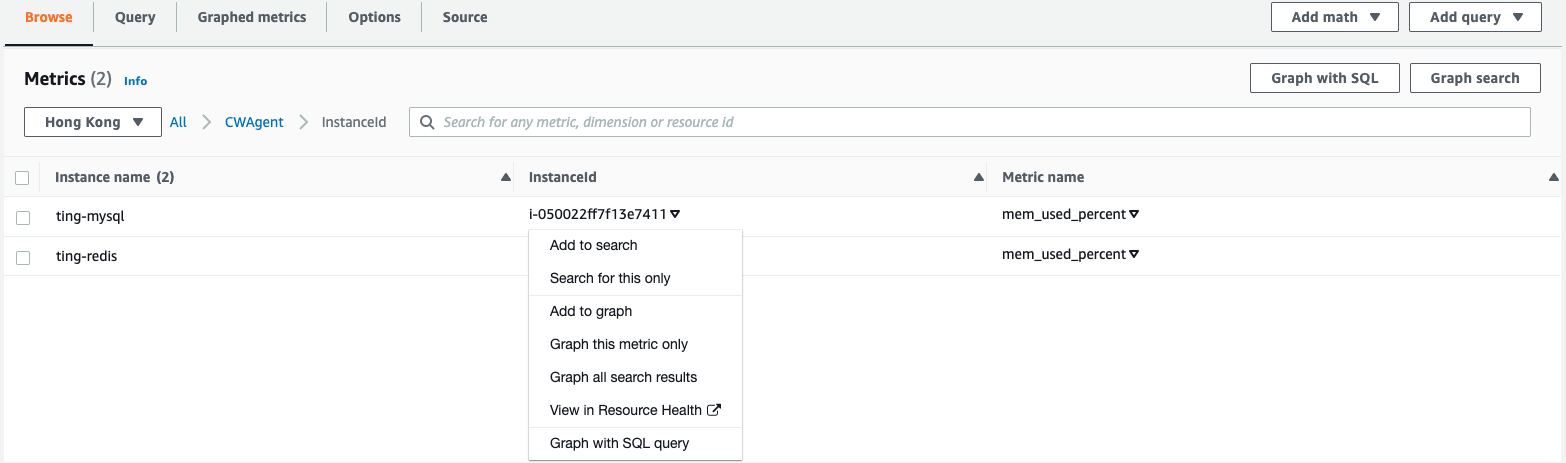 Browse Query Graphed metrics Options Source Add math Add query
Metrics (2) Info Graph with SQL Graph search
Hong Kong All CWAgent InstanceId Search for any metric, dimension or resource id
Instance name (2) InstanceId Metric name
ting-mysql i-050022ff7f13e7411 mem_used_percent
Add to search
ting-redis mem_used_percent
Search for this only
Add to graph
Graph this metric only
Graph all search results
View in Resource Health
Graph with SQL query